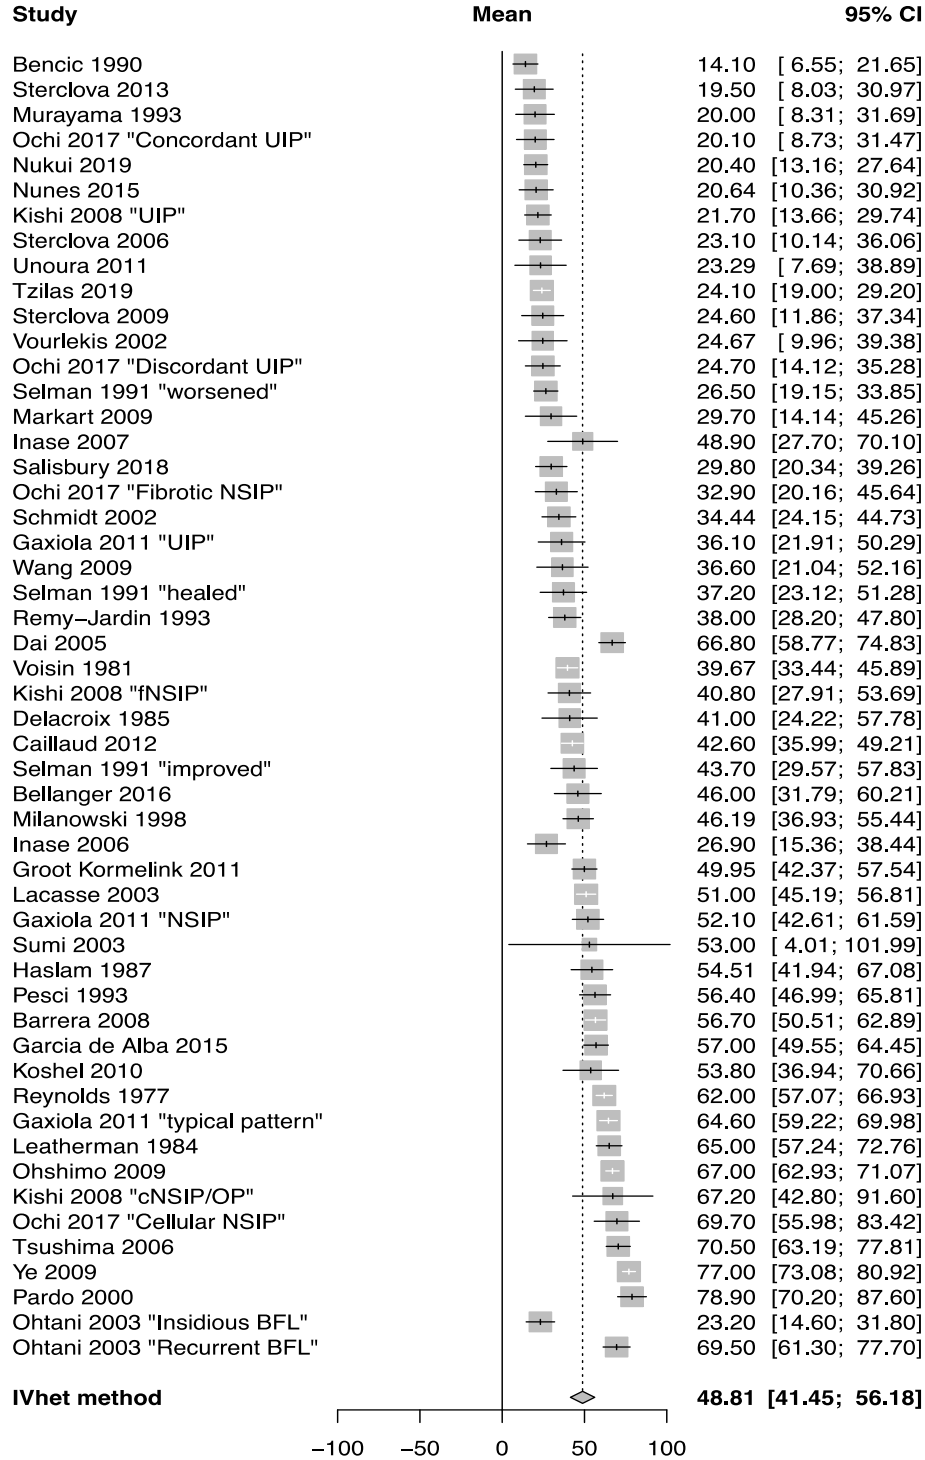 Study Mean 95% CI
Bencic 1990 14.10 [ 6.55; 21.65]
Sterclova 2013 19.50 [ 8.03; 30.97]
Murayama 1993 20.00 [ 8.31; 31.69]
Ochi 2017 "Concordant UIP" 20.10 [ 8.73; 31.47]
Nukui 2019 20.40 [13.16; 27.64]
Nunes 2015 20.64 [10.36; 30.92]
Kishi 2008 "UIP" 21.70 [13.66; 29.74]
Sterclova 2006 23.10 [10.14; 36.06]
Unoura 2011 23.29 [ 7.69; 38.89]
Tzilas 2019 24.10 [19.00; 29.20]
Sterclova 2009 24.60 [11.86; 37.34]
Vourlekis 2002 24.67 [ 9.96; 39.38]
Ochi 2017 "Discordant UIP" 24.70 [14.12; 35.28]
Selman 1991 "worsened" 26.50 [19.15; 33.85]
Markart 2009 29.70 [14.14; 45.26]
Inase 2007 48.90 [27.70; 70.10]
Salisbury 2018 29.80 [20.34; 39.26]
Ochi 2017 "Fibrotic NSIP" 32.90 [20.16; 45.64]
Schmidt 2002 34.44 [24.15; 44.73]
Gaxiola 2011 "UIP" 36.10 [21.91; 50.29]
Wang 2009 36.60 [21.04; 52.16]
Selman 1991 "healed" 37.20 [23.12; 51.28]
Remy−Jardin 1993 38.00 [28.20; 47.80]
Dai 2005 66.80 [58.77; 74.83]
Voisin 1981 39.67 [33.44; 45.89]
Kishi 2008 "fNSIP" 40.80 [27.91; 53.69]
Delacroix 1985 41.00 [24.22; 57.78]
Caillaud 2012 42.60 [35.99; 49.21]
Selman 1991 "improved" 43.70 [29.57; 57.83]
Bellanger 2016 46.00 [31.79; 60.21]
Milanowski 1998 46.19 [36.93; 55.44]
Inase 2006 26.90 [15.36; 38.44]
Groot Kormelink 2011 49.95 [42.37; 57.54]
Lacasse 2003 51.00 [45.19; 56.81]
Gaxiola 2011 "NSIP" 52.10 [42.61; 61.59]
Sumi 2003 53.00 [ 4.01; 101.99]
Haslam 1987 54.51 [41.94; 67.08]
Pesci 1993 56.40 [46.99; 65.81]
Barrera 2008 56.70 [50.51; 62.89]
Garcia de Alba 2015 57.00 [49.55; 64.45]
Koshel 2010 53.80 [36.94; 70.66]
Reynolds 1977 62.00 [57.07; 66.93]
Gaxiola 2011 "typical pattern" 64.60 [59.22; 69.98]
Leatherman 1984 65.00 [57.24; 72.76]
Ohshimo 2009 67.00 [62.93; 71.07]
Kishi 2008 "cNSIP/OP" 67.20 [42.80; 91.60]
Ochi 2017 "Cellular NSIP" 69.70 [55.98; 83.42]
Tsushima 2006 70.50 [63.19; 77.81]
Ye 2009 77.00 [73.08; 80.92]
Pardo 2000 78.90 [70.20; 87.60]
Ohtani 2003 "Insidious BFL" 23.20 [14.60; 31.80]
Ohtani 2003 "Recurrent BFL" 69.50 [61.30; 77.70]
IVhet method 48.81 [41.45; 56.18]
−100 −50 0 50 100